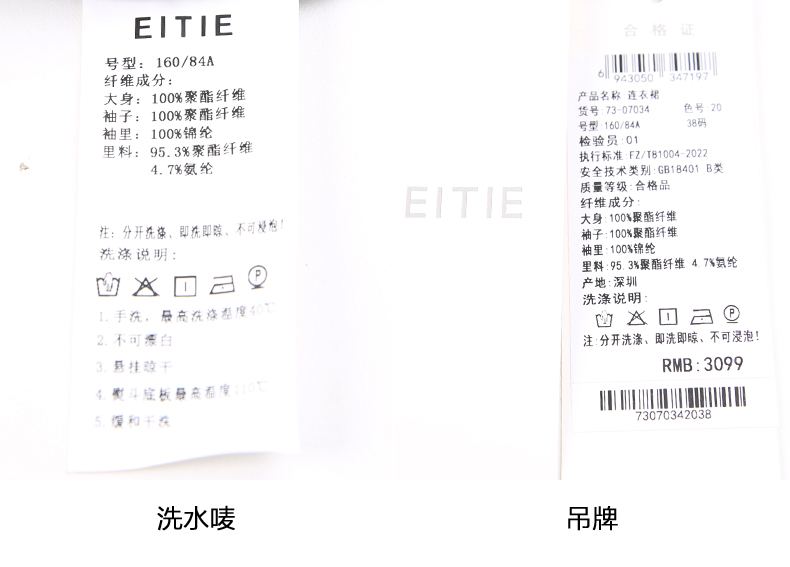 EITIE
号型：160/84A
纤维成分：
大身：100%聚酯纤维
袖子：100%聚酯纤维
袖里：100%锦纶
里料：95.3%聚酯纤维
4.7%氨纶
注：分开洗涤、即洗即晾、不可浸泡！
洗涤说明：
P
1.手洗，最高洗涤温度40℃
2.不可漂白
3.悬挂晾干
4.熨斗底板最高温度110℃
5.缓和干洗
洗水唛
EITIE
合格证
6 943050 347197
产品名称 连衣裙
货号 73-07034 色号 20
号型 160/84A 38码
检验员:01
执行标准:FZ/T81004-2022
安全技术类别:GB18401 B类
质量等级:合格品
纤维成分:
大身:100%聚酯纤维
袖子:100%聚酯纤维
袖里:100%锦纶
里料:95.3%聚酯纤维 4.7%氨纶
产地:深圳
洗涤说明:
P
注:分开洗涤、即洗即晾、不可浸泡!
RMB:3099
73070342038
吊牌